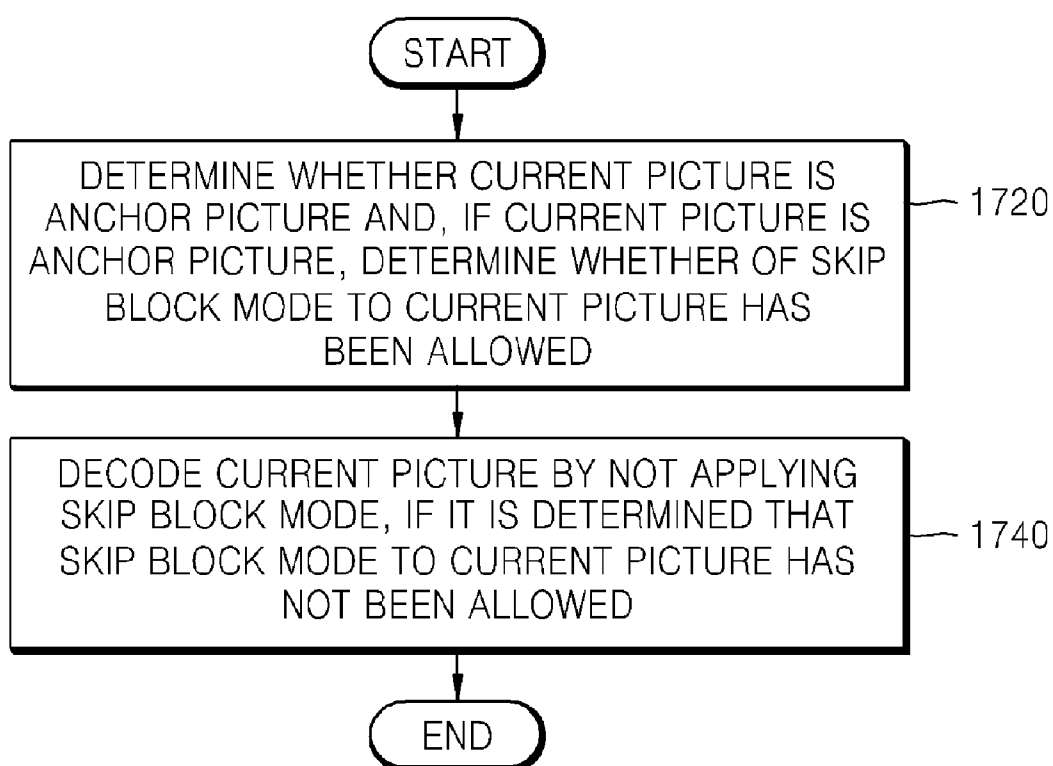 START
DETERMINE WHETHER CURRENT PICTURE IS
ANCHOR PICTURE AND, IF CURRENT PICTURE IS
ANCHOR PICTURE, DETERMINE WHETHER OF SKIP
BLOCK MODE TO CURRENT PICTURE HAS
BEEN ALLOWED
1720
DECODE CURRENT PICTURE BY NOT APPLYING
SKIP BLOCK MODE, IF IT IS DETERMINED THAT
SKIP BLOCK MODE TO CURRENT PICTURE HAS
NOT BEEN ALLOWED
1740
END